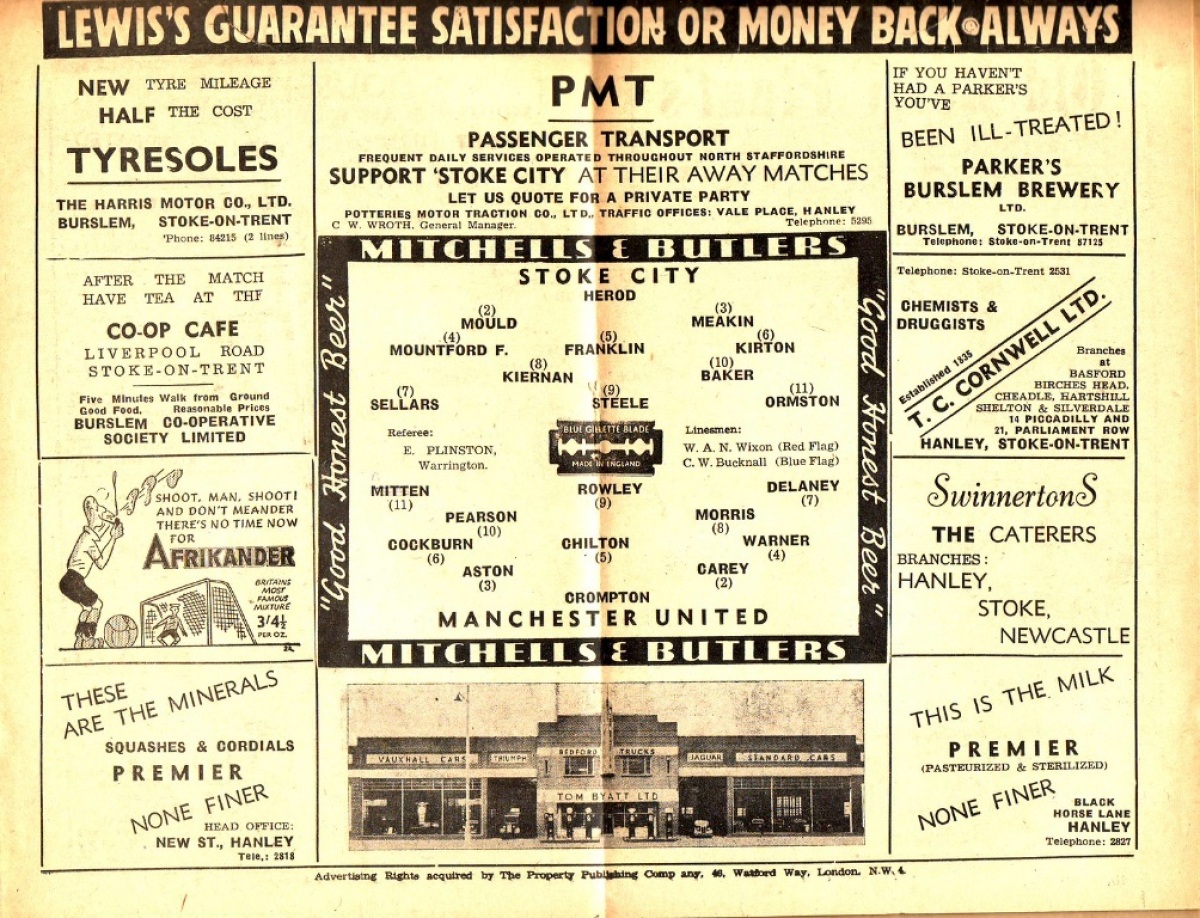 LEWIS'S GUARANTEE SATISFACTION OR MONEY BACK ALWAYS
NEW TYRE MILEAGE
HALF THE COST
TYRESOLES
THE HARRIS MOTOR CO., LTD.
BURSLEM, STOKE-ON-TRENT
'Phone: 84215 (2 lines)
AFTER THE MATCH
HAVE TEA AT THE
CO-OP CAFE
LIVERPOOL ROAD
STOKE-ON-TRENT
Five Minutes Walk from Ground
Good Food. Reasonable Prices
BURSLEM CO-OPERATIVE
SOCIETY LIMITED
SHOOT, MAN, SHOOT!
AND DON'T MEANDER
THERE'S NO TIME NOW
FOR
AFRIKANDER
BRITAINS
MOST
FAMOUS
MIXTURE
3/4½
PER OZ.
THESE
ARE THE MINERALS
SQUASHES & CORDIALS
PREMIER
NONE FINER
HEAD OFFICE:
NEW ST., HANLEY
Tele.: 2818
PMT
PASSENGER TRANSPORT
FREQUENT DAILY SERVICES OPERATED THROUGHOUT NORTH STAFFORDSHIRE
SUPPORT 'STOKE CITY AT THEIR AWAY MATCHES
LET US QUOTE FOR A PRIVATE PARTY
POTTERIES MOTOR TRACTION CO., LTD., TRAFFIC OFFICES: VALE PLACE, HANLEY
C. W. WROTH. General Manager. Telephone: 5295
MITCHELLS & BUTLERS
"Good Honest Beer"
STOKE CITY
HEROD
(2) (3)
MOULD MEAKIN
(4) (5) (6)
MOUNTFORD F. FRANKLIN KIRTON
(8) (10)
KIERNAN BAKER
(7) (9) (11)
SELLARS STEELE ORMSTON
Referee:
E. PLINSTON,
Warrington.
BLUE GILLETTE BLADE
MADE IN ENGLAND
Linesmen:
W. A. N. Wixon (Red Flag)
C. W. Bucknall (Blue Flag)
MITTEN ROWLEY DELANEY
(11) (9) (7)
PEARSON MORRIS
(10) (8)
COCKBURN CHILTON WARNER
(6) (5) (4)
ASTON CAREY
(3) (2)
CROMPTON
MANCHESTER UNITED
"Good Honest Beer"
MITCHELLS & BUTLERS
BEDFORD TRUCKS
VAUXHALL CARS TRIUMPH JAGUAR STANDARD CARS
TOM BYATT LTD
IF YOU HAVEN'T
HAD A PARKER'S
YOU'VE
BEEN ILL-TREATED!
PARKER'S
BURSLEM BREWERY
LTD.
BURSLEM, STOKE-ON-TRENT
Telephone: Stoke-on-Trent 87125
Telephone: Stoke-on-Trent 2531
CHEMISTS &
DRUGGISTS
Established 1835
T. C. CORNWELL LTD.
Branches
at
BASFORD
BIRCHES HEAD,
CHEADLE, HARTSHILL
SHELTON & SILVERDALE
14 PICCADILLY AND
21, PARLIAMENT ROW
HANLEY, STOKE-ON-TRENT
SwinnertonS
THE CATERERS
BRANCHES:
HANLEY,
STOKE,
NEWCASTLE
THIS IS THE MILK
PREMIER
(PASTEURIZED & STERILIZED)
NONE FINER
BLACK
HORSE LANE
HANLEY
Telephone: 2827
Advertising Rights acquired by The Property Publishing Comp any, 46, Watford Way, London. N.W.4.